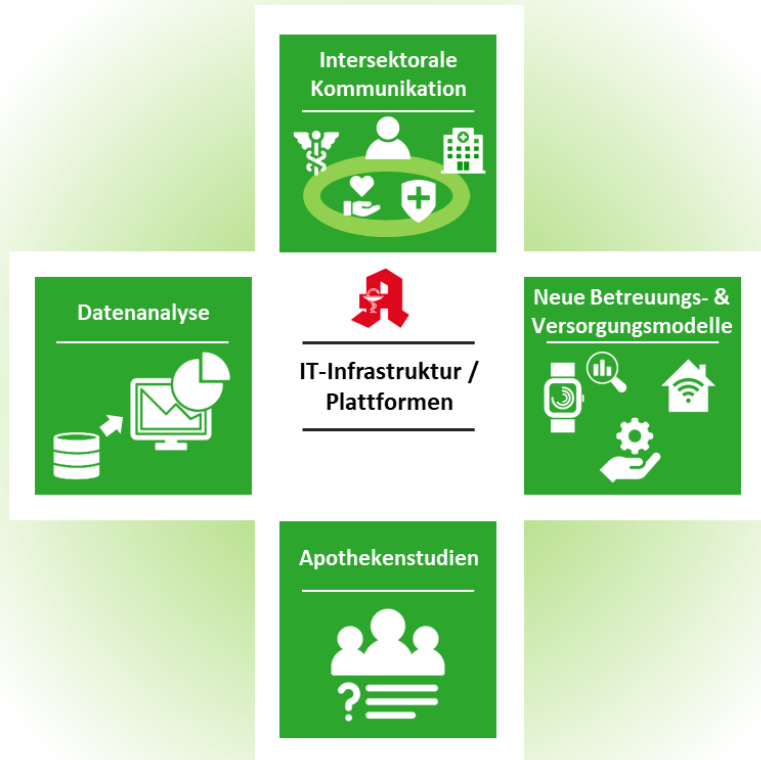 Intersektorale
Kommunikation
Datenanalyse
IT-Infrastruktur /
Plattformen
Neue Betreuungs- &
Versorgungsmodelle
Apothekenstudien
?